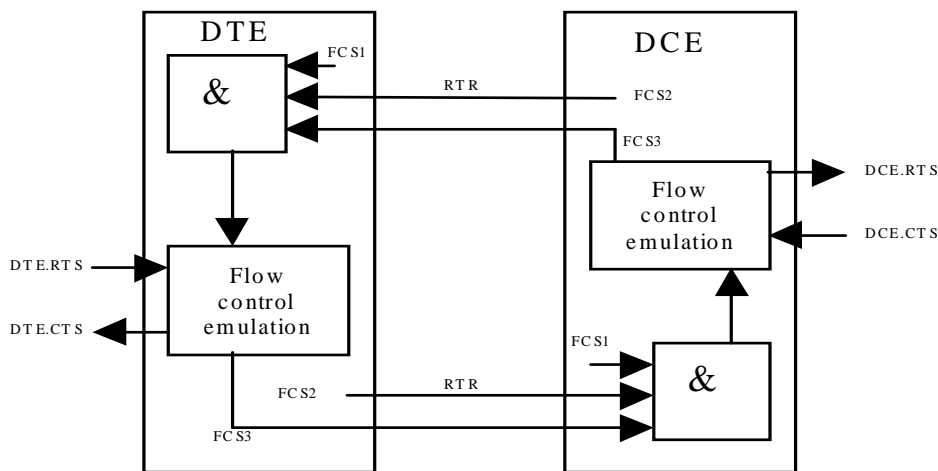 DTE
DCE
FCS1
&
RTR
FCS2
FCS3
DCE.RTS
Flow
control
emulation
DCE.CTS
DTE.RTS
Flow
control
emulation
DTE.CTS
FCS1
&
FCS2
RTR
FCS3